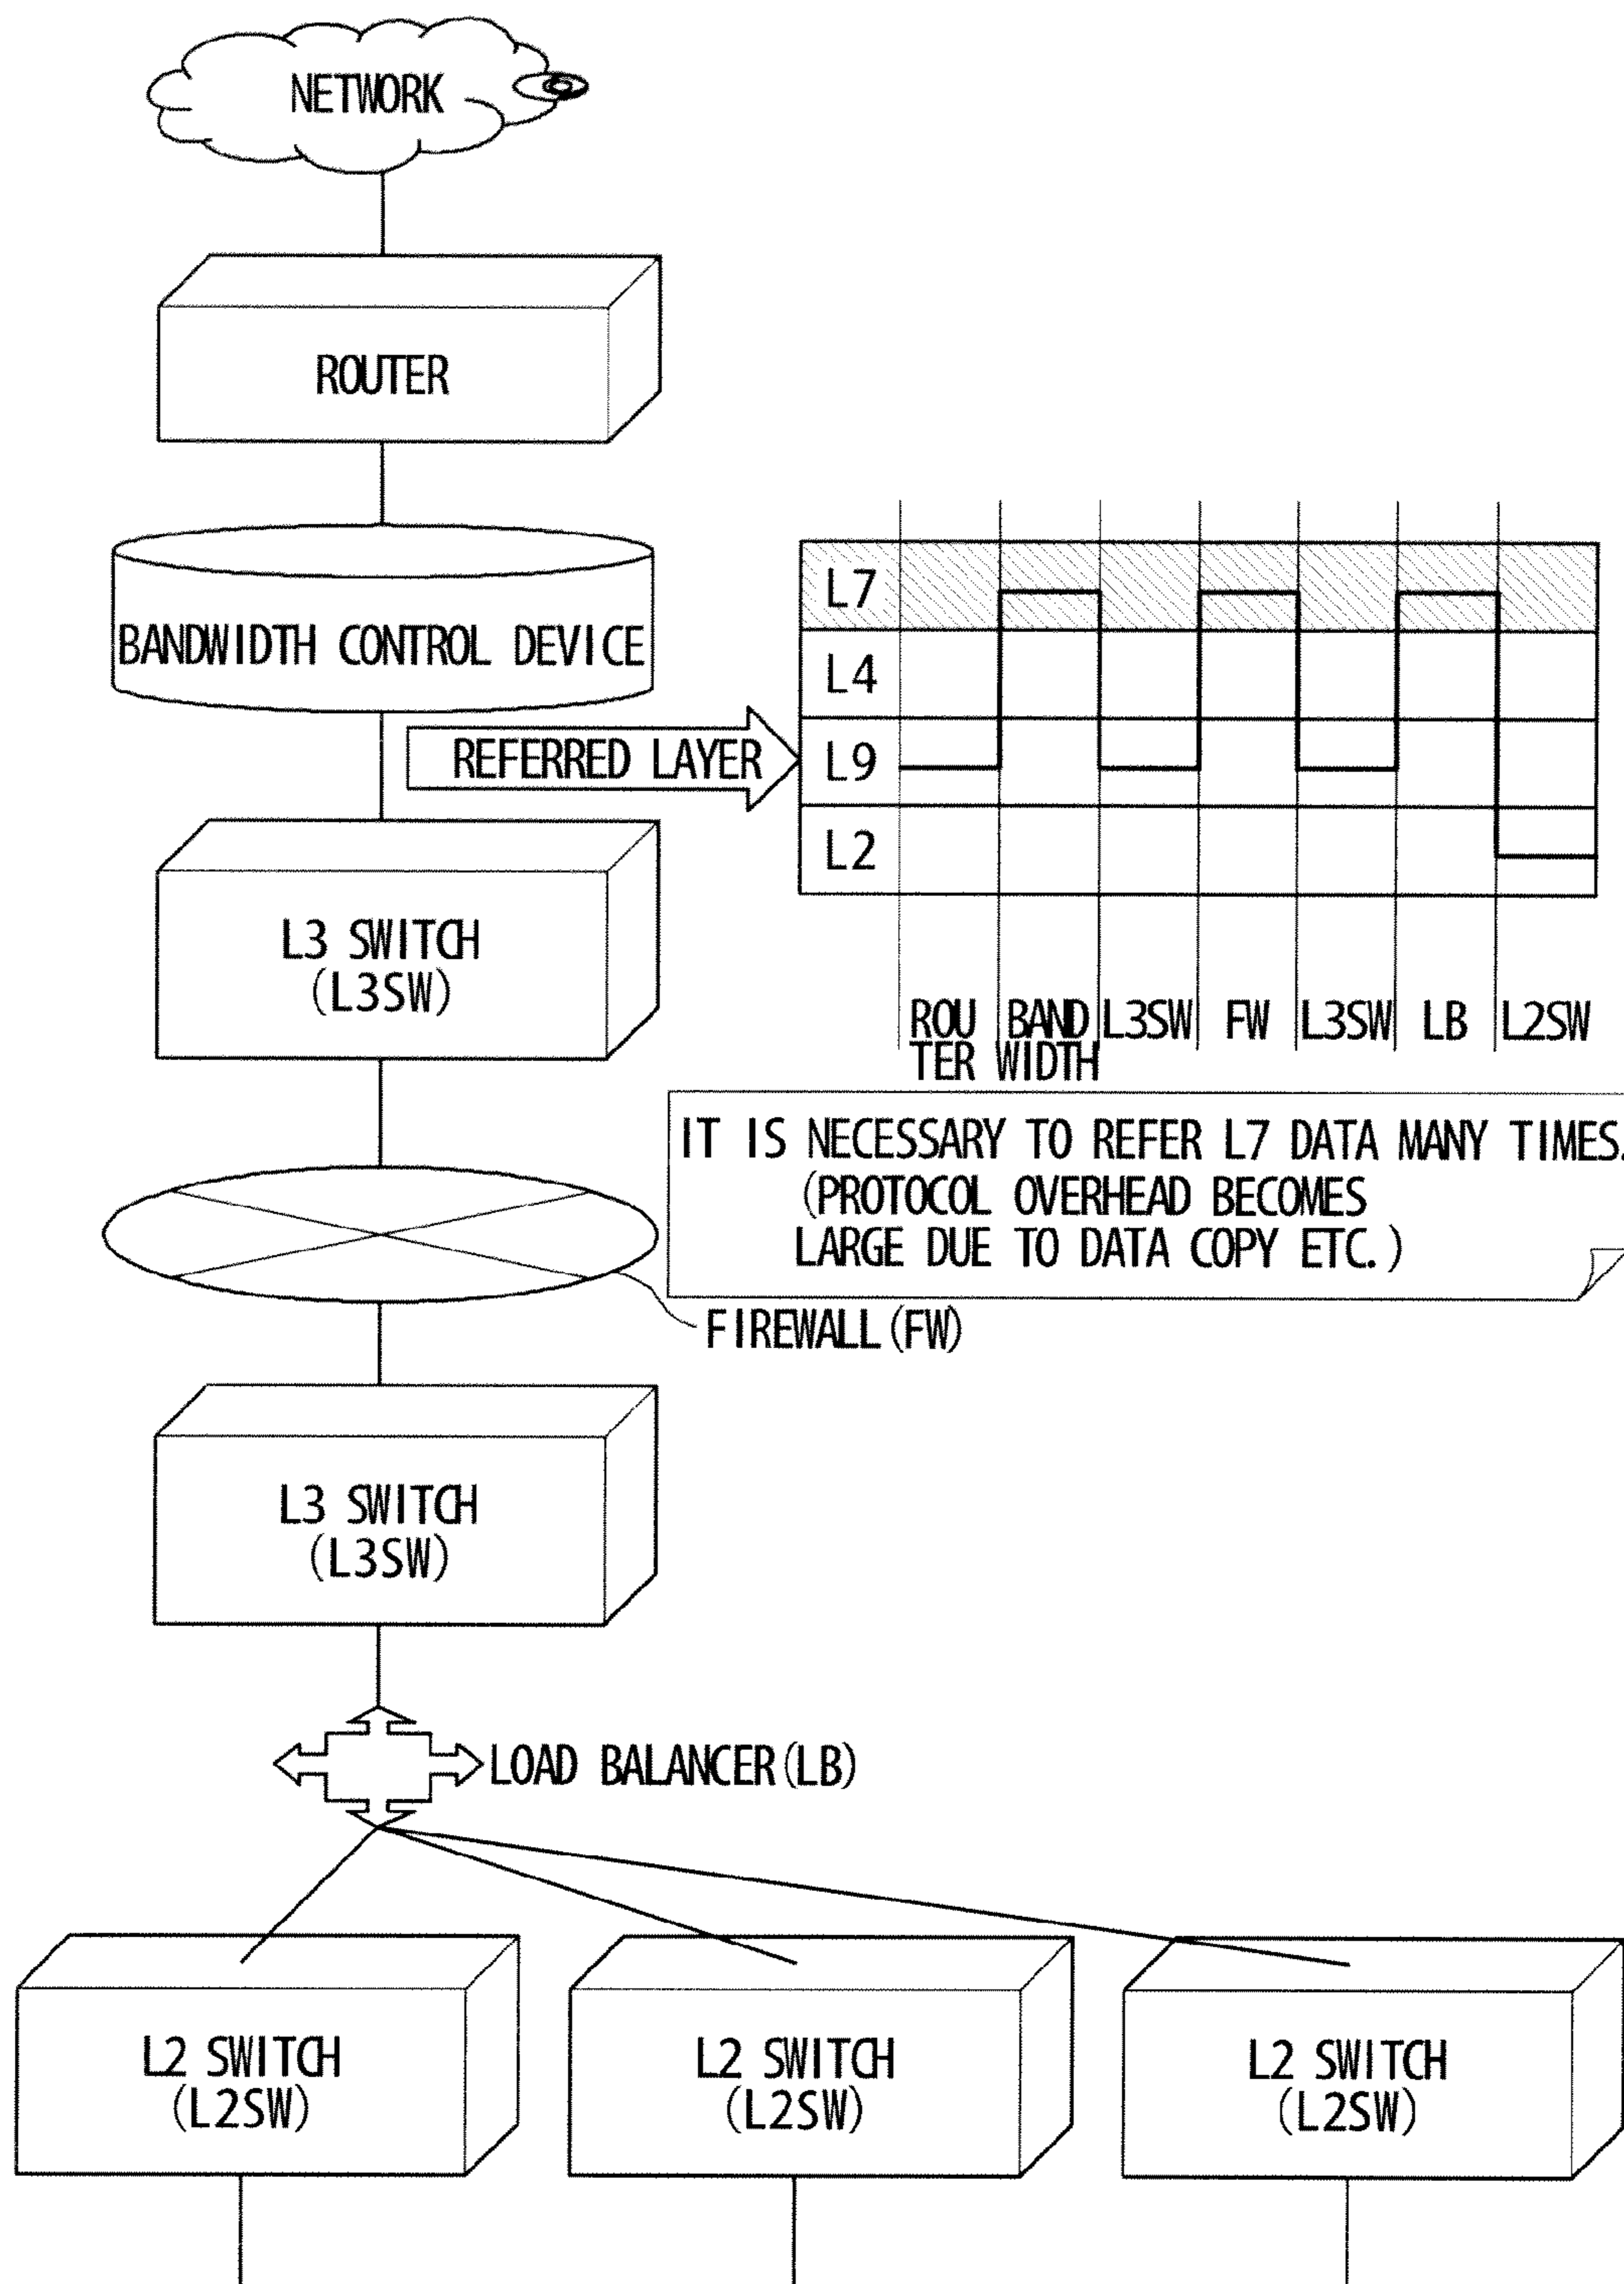 NETWORK
ROUTER
BANDWIDTH CONTROL DEVICE
REFERRED LAYER
L7
L4
L9
L2
ROU BAND L3SW FW L3SW LB L2SW
TER WIDTH
L3 SWITCH
(L3SW)
IT IS NECESSARY TO REFER L7 DATA MANY TIMES.
(PROTOCOL OVERHEAD BECOMES
LARGE DUE TO DATA COPY ETC.)
FIREWALL(FW)
L3 SWITCH
(L3SW)
LOAD BALANCER(LB)
L2 SWITCH
(L2SW)
L2 SWITCH
(L2SW)
L2 SWITCH
(L2SW)